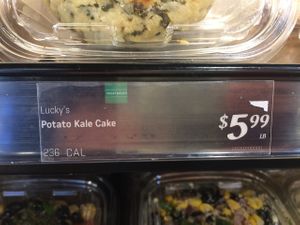 Lucky's
Potato Kale Cake
$5.99
LB
236 CAL